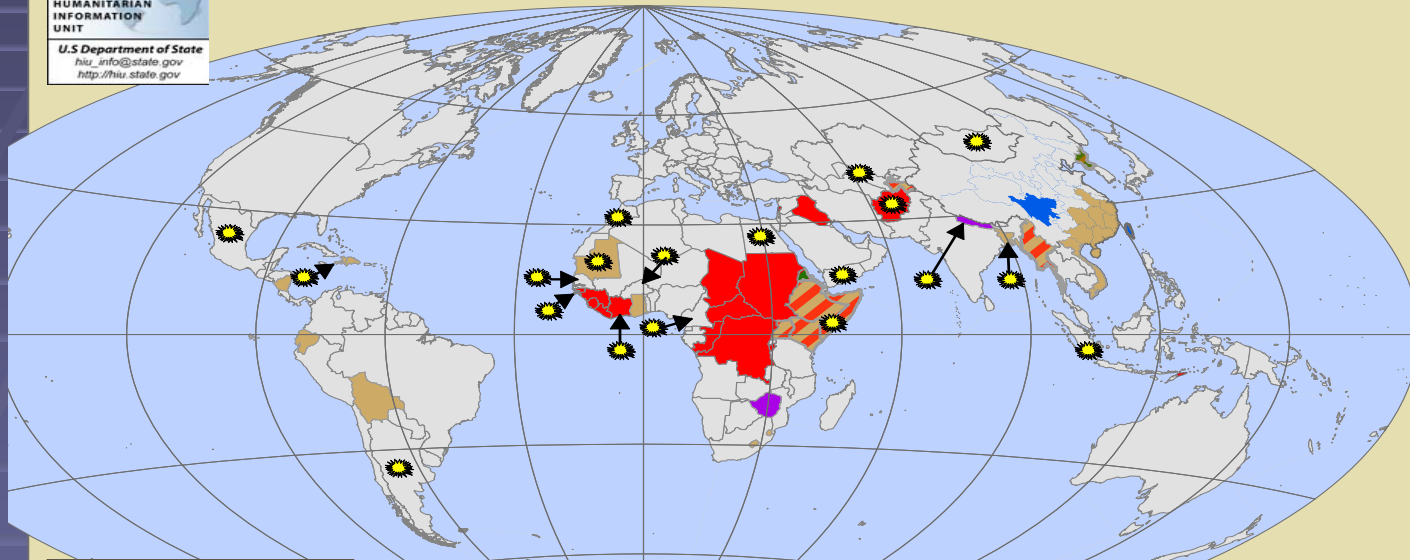 HUMANITARIAN
INFORMATION
UNIT
U.S Department of State
hiu_info@state.gov
http://hiu.state.gov